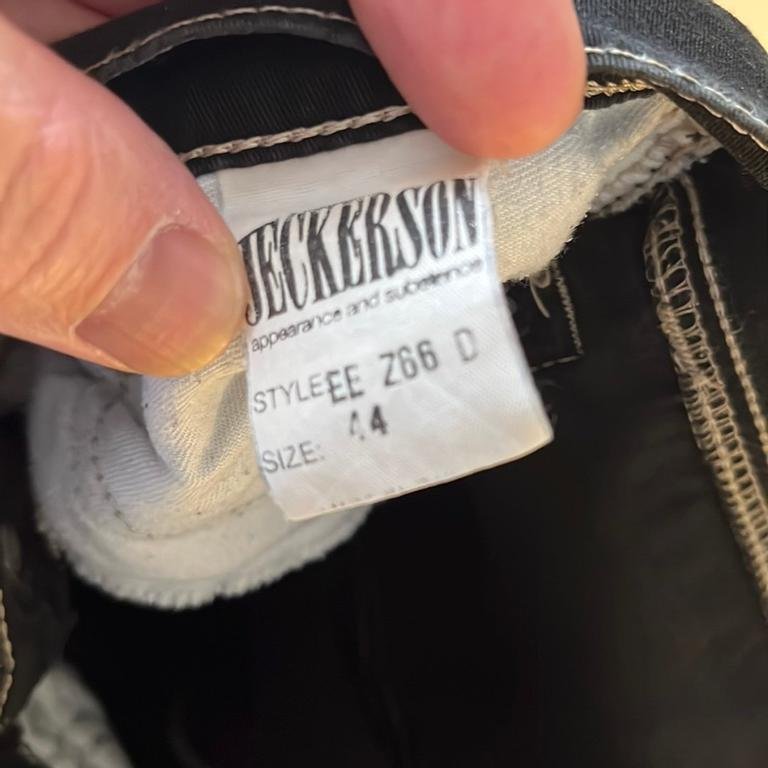 JECKERSON
appearance and substance
STYLE: EE Z66 D
SIZE: 44